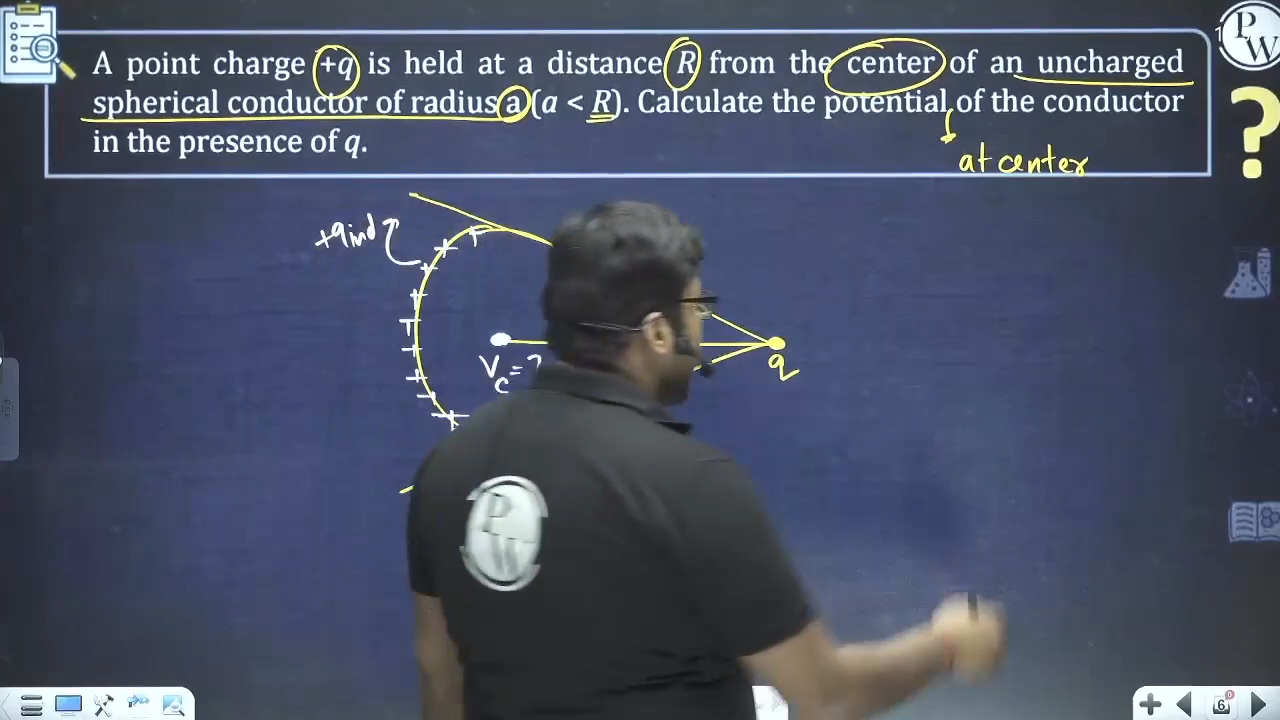 A point charge +q is held at a distance R from the center of an uncharged
spherical conductor of radius a (a < R). Calculate the potential of the conductor
in the presence of q.
at center
+qind
V_c = ?
q
P
W
P
W
?
6